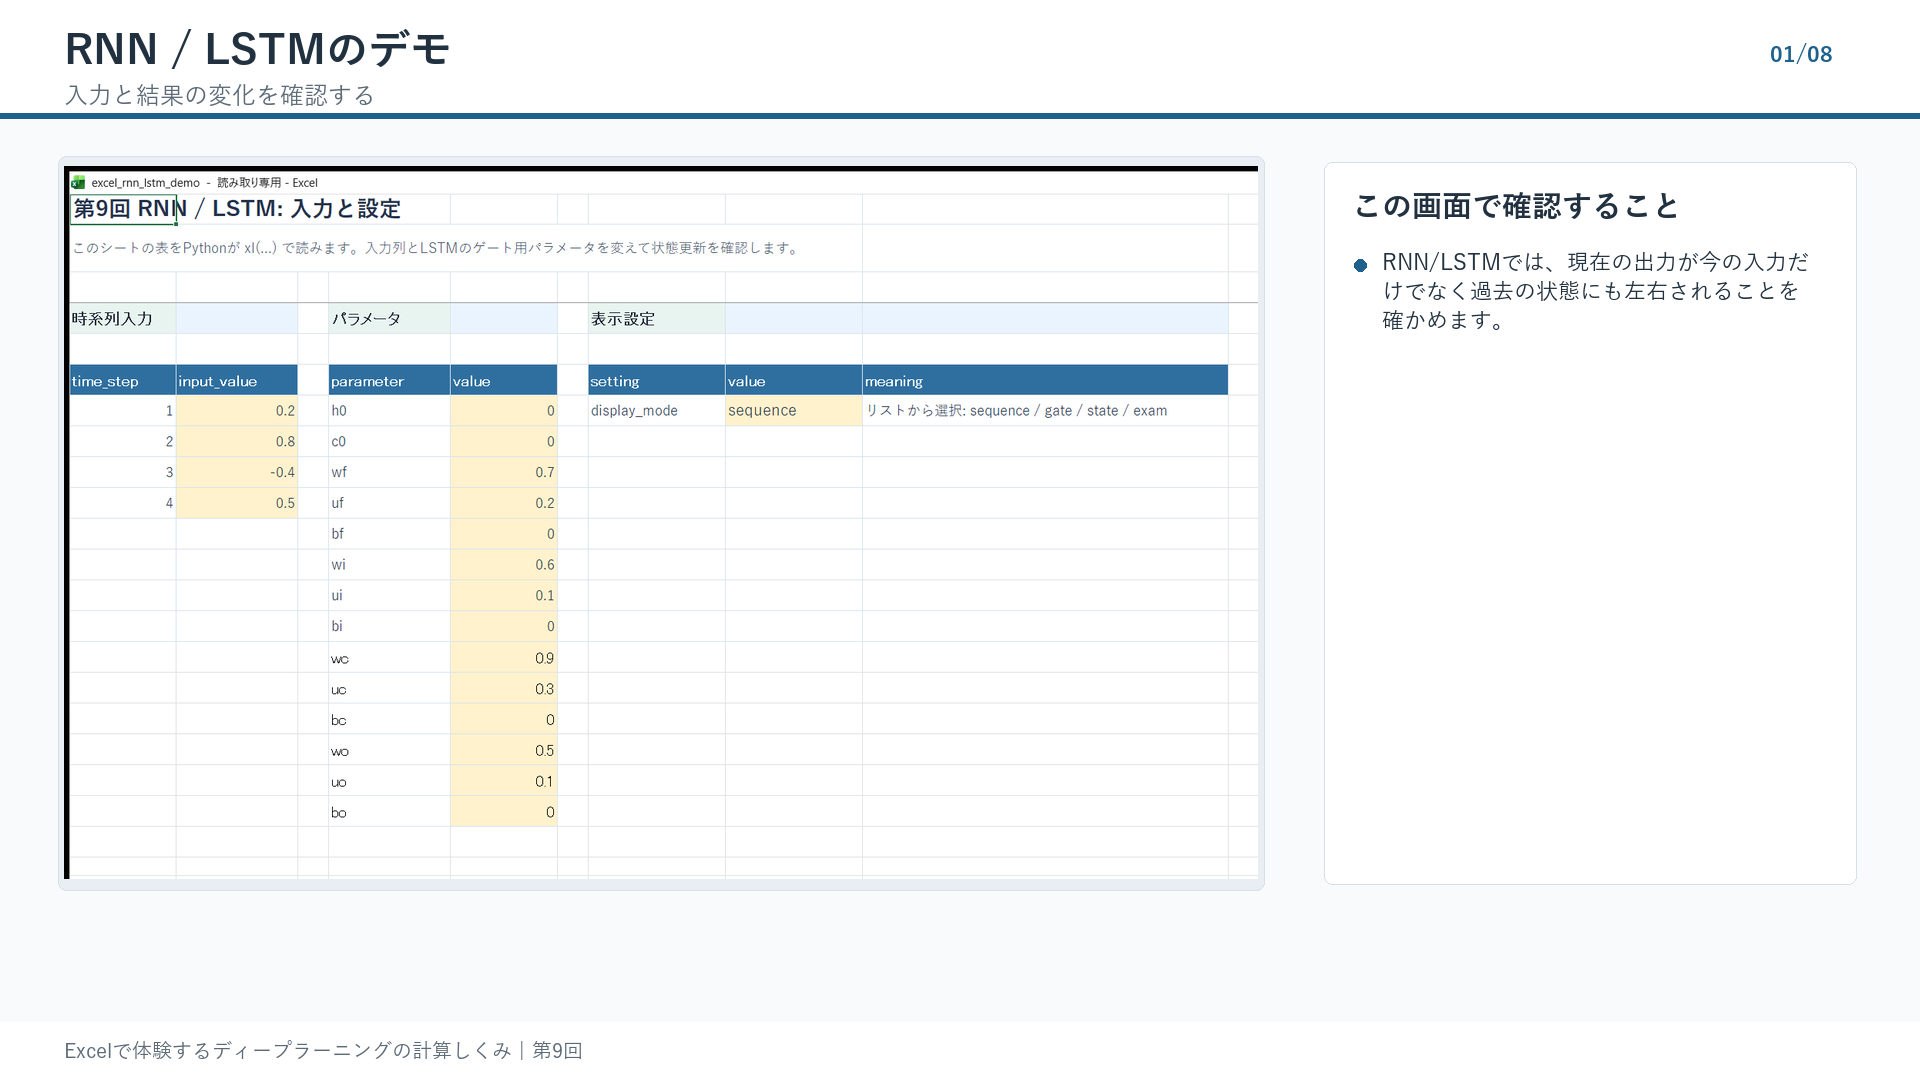 RNN / LSTMのデモ
入力と結果の変化を確認する
01/08
excel_rnn_lstm_demo - 読み取り専用 - Excel
第9回 RNN / LSTM: 入力と設定
このシートの表をPythonが xl(...) で読みます。入力列とLSTMのゲート用パラメータを変えて状態更新を確認します。
時系列入力 パラメータ 表示設定
time_step input_value parameter value setting value meaning
1 0.2 h0 0 display_mode sequence リストから選択: sequence / gate / state / exam
2 0.8 c0 0
3 -0.4 wf 0.7
4 0.5 uf 0.2
bf 0
wi 0.6
ui 0.1
bi 0
wc 0.9
uc 0.3
bc 0
wo 0.5
uo 0.1
bo 0
この画面で確認すること
RNN/LSTMでは、現在の出力が今の入力だ
けでなく過去の状態にも左右されることを
確かめます。
Excelで体験するディープラーニングの計算しくみ｜第9回